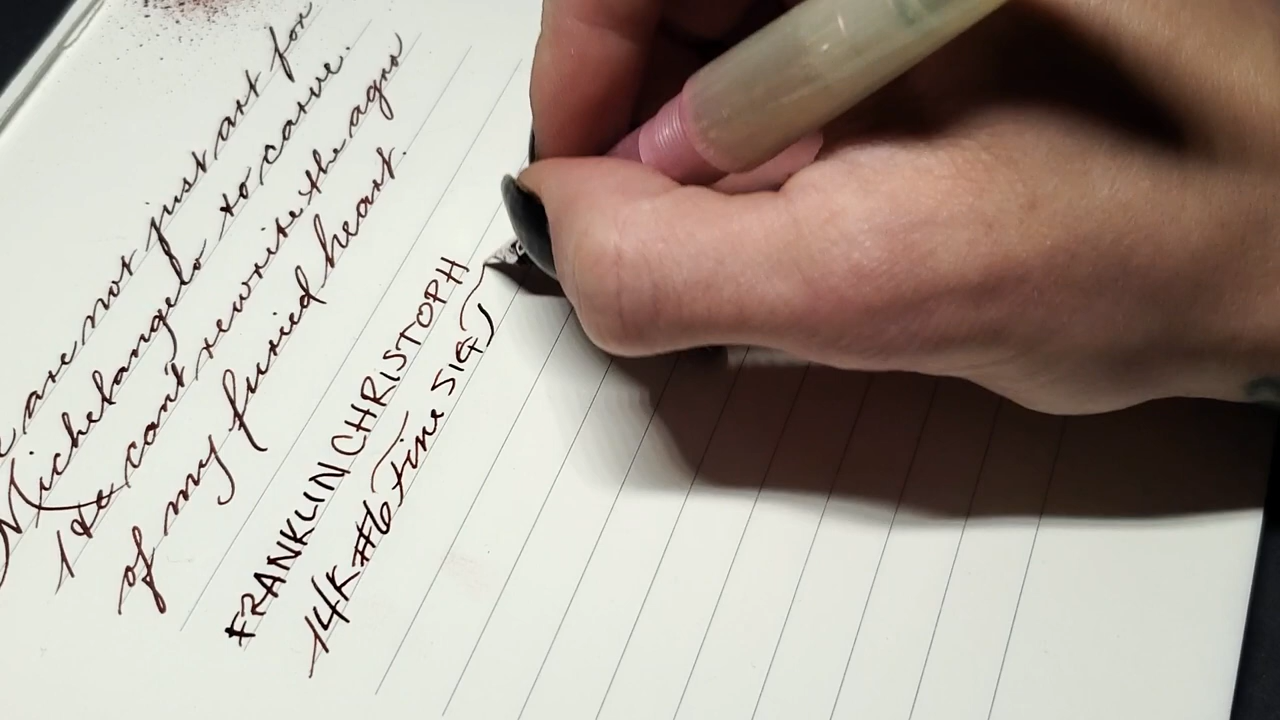 are not just art for
Michelangelo to carve.
He can't rewrite the agro
of my furied heart.
FRANKLIN CHRISTOPH
14K #6 Fine SIG